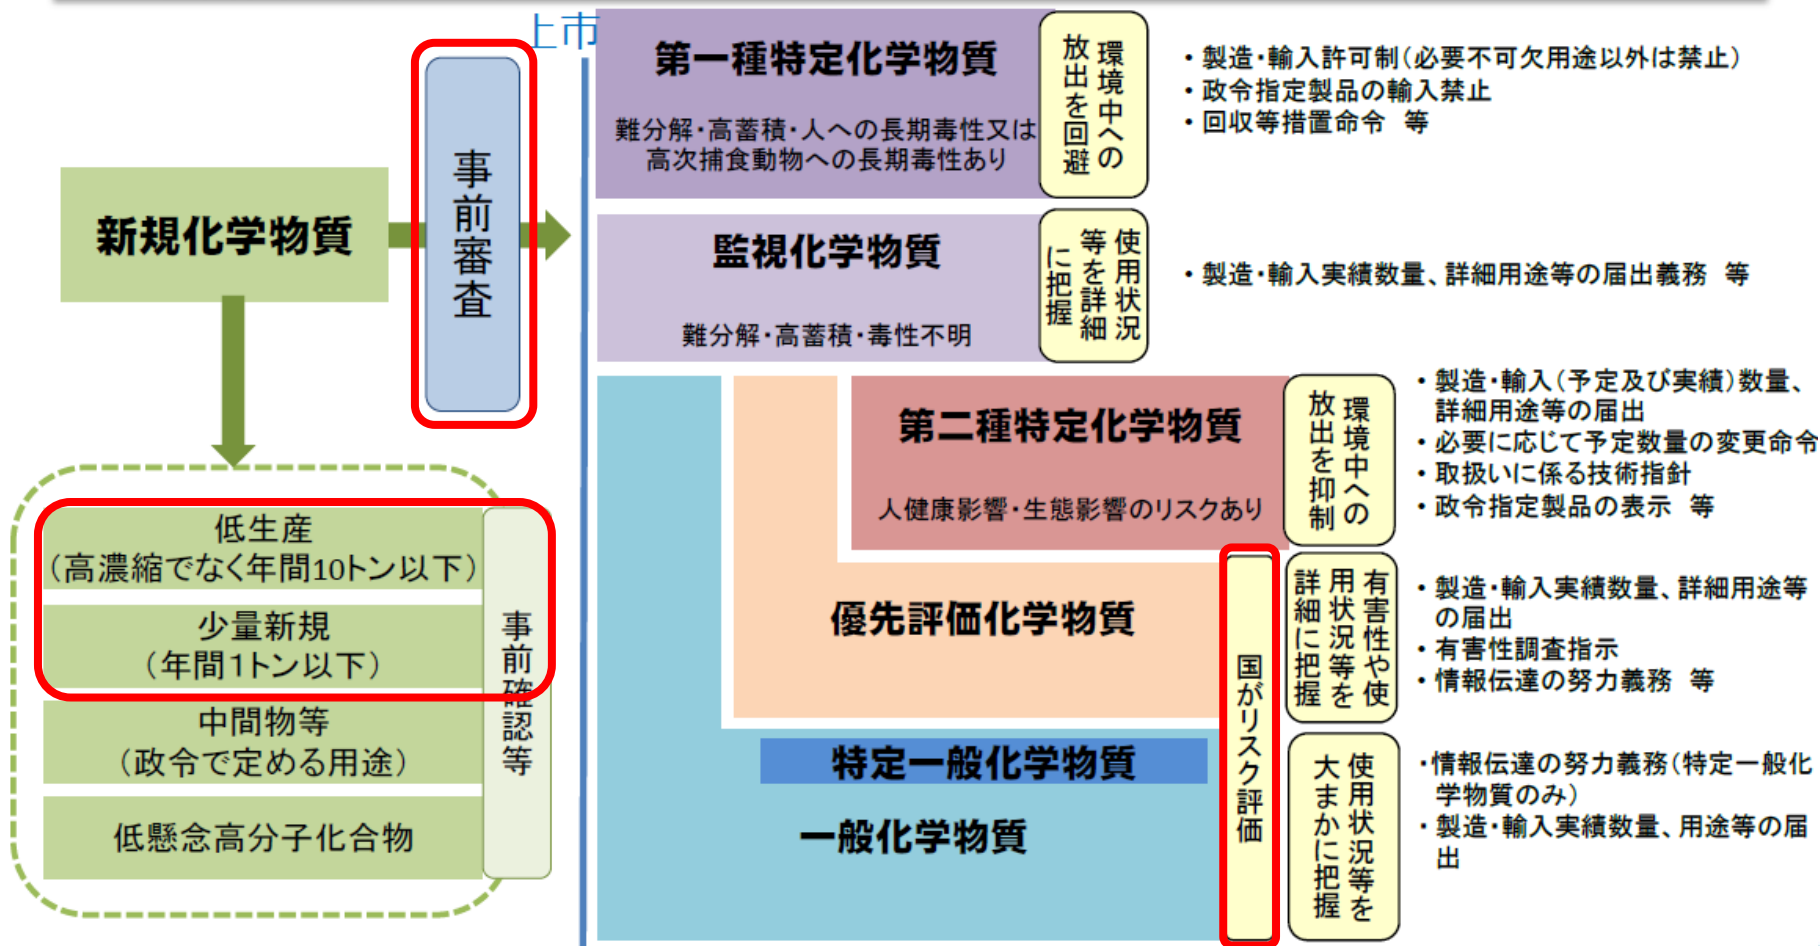 上市
新規化学物質
事前審査
低生産
（高濃縮でなく年間10トン以下）
少量新規
（年間1トン以下）
中間物等
（政令で定める用途）
低懸念高分子化合物
事前確認等
第一種特定化学物質
難分解・高蓄積・人への長期毒性又は
高次捕食動物への長期毒性あり
環境中への
放出を回避
・製造・輸入許可制（必要不可欠用途以外は禁止）
・政令指定製品の輸入禁止
・回収等措置命令 等
監視化学物質
難分解・高蓄積・毒性不明
使用状況
等を詳細
に把握
・製造・輸入実績数量、詳細用途等の届出義務 等
第二種特定化学物質
人健康影響・生態影響のリスクあり
環境中への
放出を抑制
・製造・輸入（予定及び実績）数量、
詳細用途等の届出
・必要に応じて予定数量の変更命令
・取扱いに係る技術指針
・政令指定製品の表示 等
優先評価化学物質
有害性や使
用状況等を
詳細に把握
・製造・輸入実績数量、詳細用途等
の届出
・有害性調査指示
・情報伝達の努力義務 等
国がリスク評価
特定一般化学物質
一般化学物質
使用状況等を
大まかに把握
・情報伝達の努力義務（特定一般化
学物質のみ）
・製造・輸入実績数量、用途等の届
出